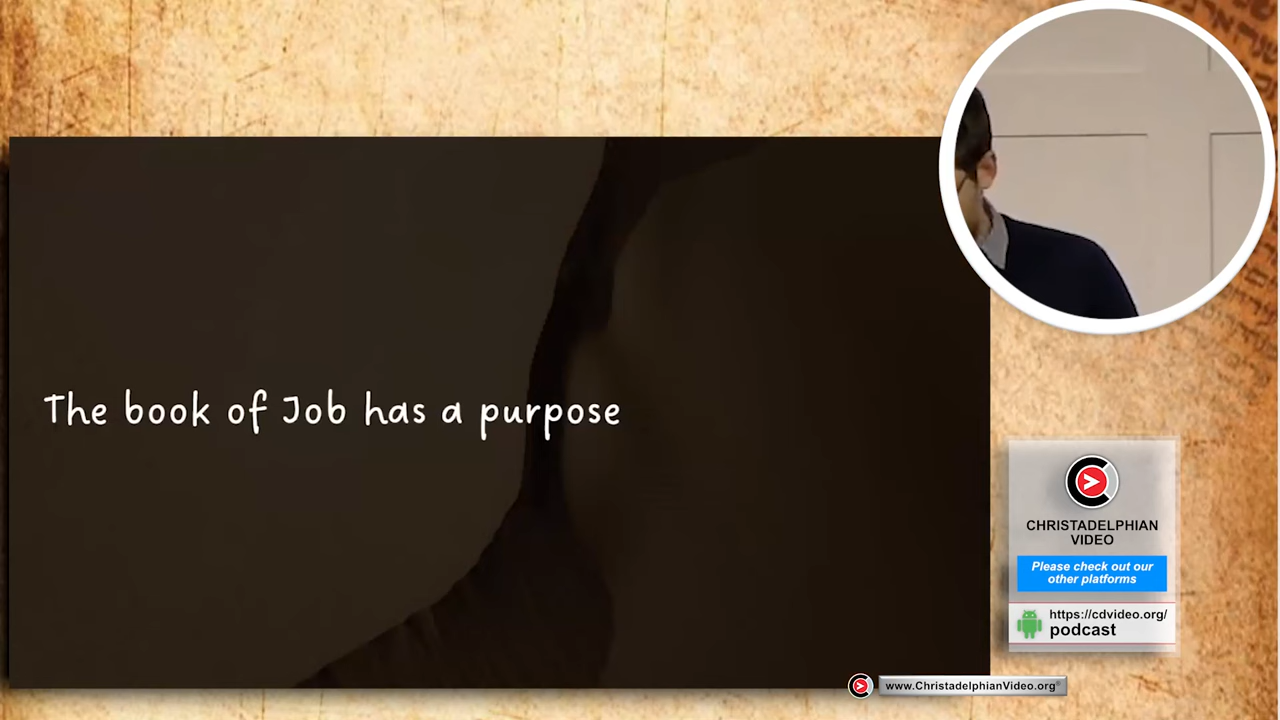 The book of Job has a purpose
CHRISTADELPHIAN
VIDEO
Please check out our
other platforms
https://cdvideo.org/
podcast
www.ChristadelphianVideo.org®